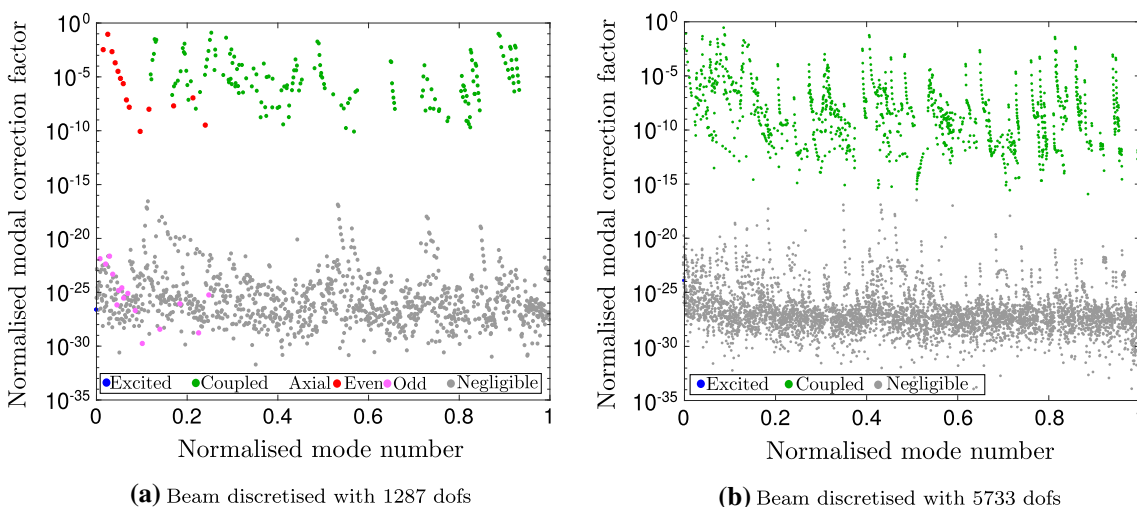 Normalised modal correction factor
10^0
10^-5
10^-10
10^-15
10^-20
10^-25
10^-30
10^-35
Excited Coupled Axial Even Odd Negligible
0 0.2 0.4 0.6 0.8 1
Normalised mode number
(a) Beam discretised with 1287 dofs
Normalised modal correction factor
10^0
10^-5
10^-10
10^-15
10^-20
10^-25
10^-30
10^-35
Excited Coupled Negligible
0 0.2 0.4 0.6 0.8
Normalised mode number
(b) Beam discretised with 5733 dofs